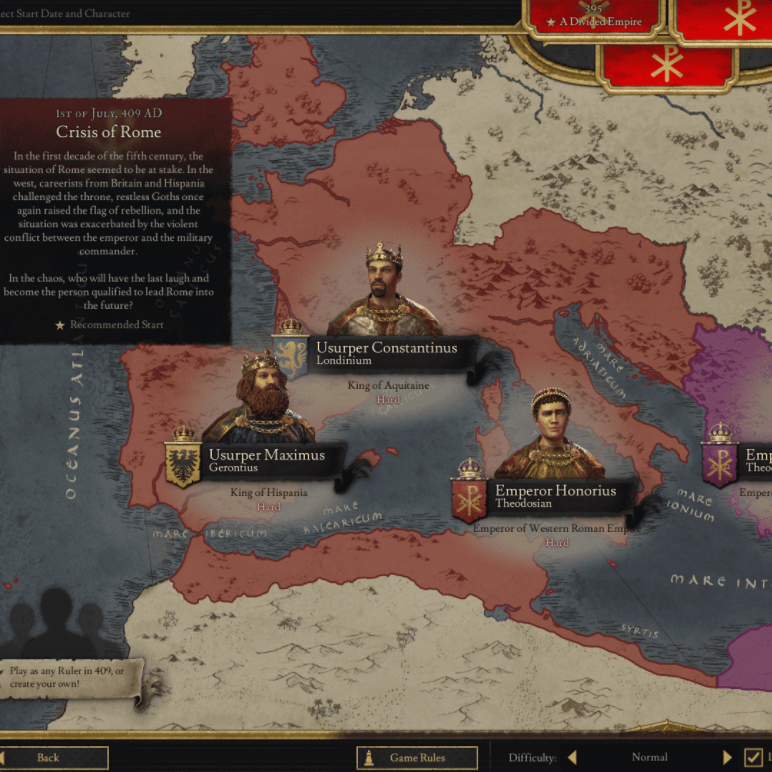 ect Start Date and Character
395
★ A Divided Empire
1ST OF JULY, 409 AD
Crisis of Rome
In the first decade of the fifth century, the
situation of Rome seemed to be at stake. In the
west, careerists from Britain and Hispania
challenged the throne, restless Goths once
again raised the flag of rebellion, and the
situation was exacerbated by the violent
conflict between the emperor and the military
commander.
In the chaos, who will have the last laugh and
become the person qualified to lead Rome into
the future?
★ Recommended Start
Usurper Constantinus
Londinium
King of Aquitaine
Hard
MARE
ADRIATICUM
Usurper Maximus
Gerontius
King of Hispania
Hard
Emperor Honorius
Theodosian
Emperor of Western Roman Emp
Hard
Emp
Theo
Emper
OCEANUS ATLAN
MARE IBERICUM
MARE
BALEARICUM
MARE
IONIUM
MARE INT
SYRTIS
Play as any Ruler in 409, or
create your own!
Back
Game Rules
Difficulty:
Normal